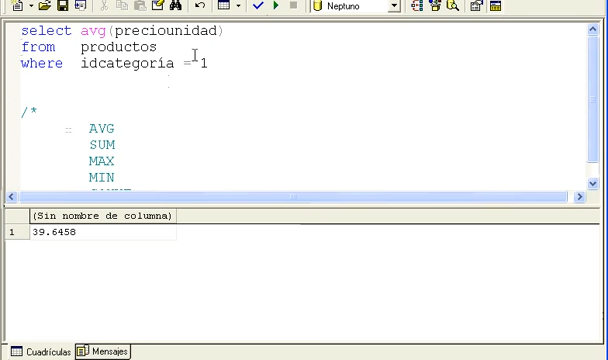 Neptuno
select avg(preciounidad)
from productos
where idcategoría = 1
/*
= AVG
SUM
MAX
MIN
(Sin nombre de columna)
1 39.6458
Cuadrículas Mensajes